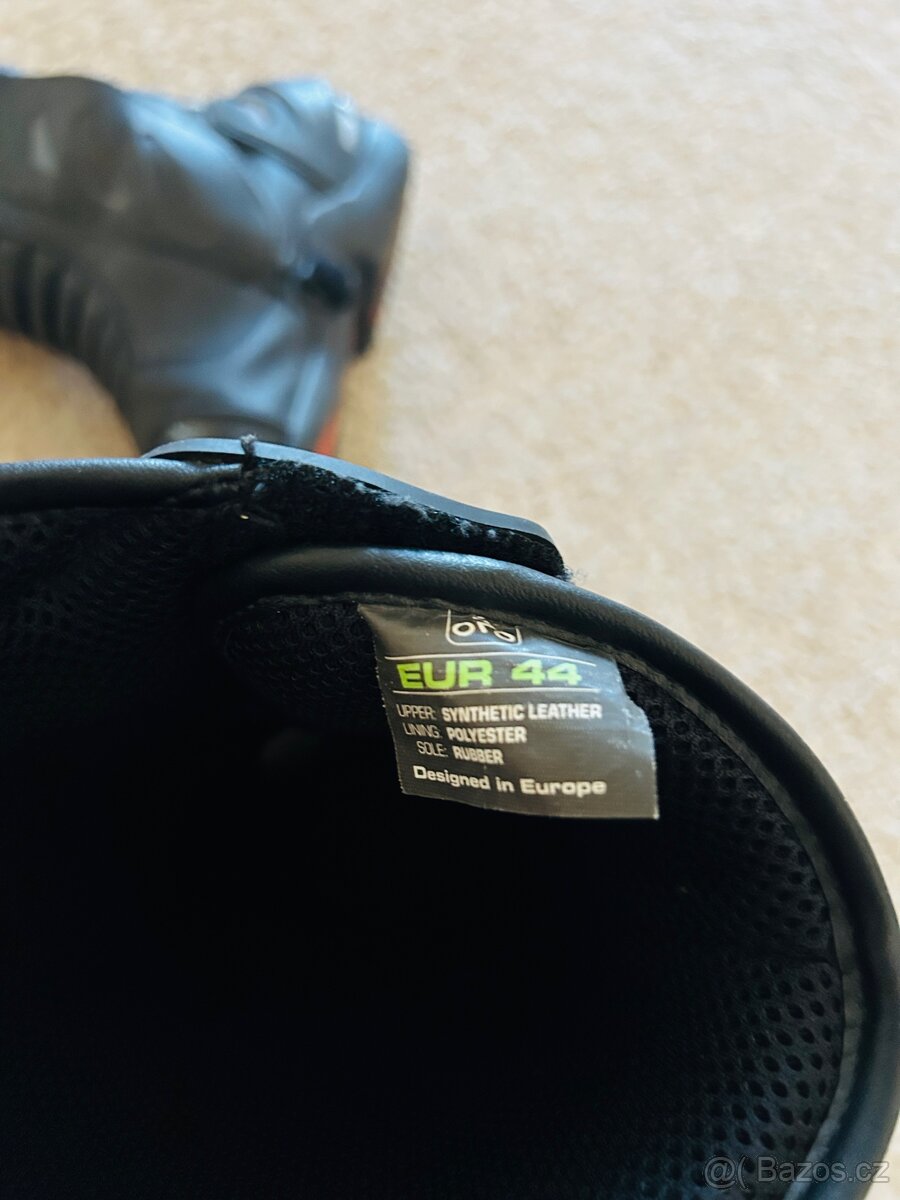 EUR 44
UPPER: SYNTHETIC LEATHER
LINING: POLYESTER
SOLE: RUBBER
Designed in Europe
@( Bazos.cz